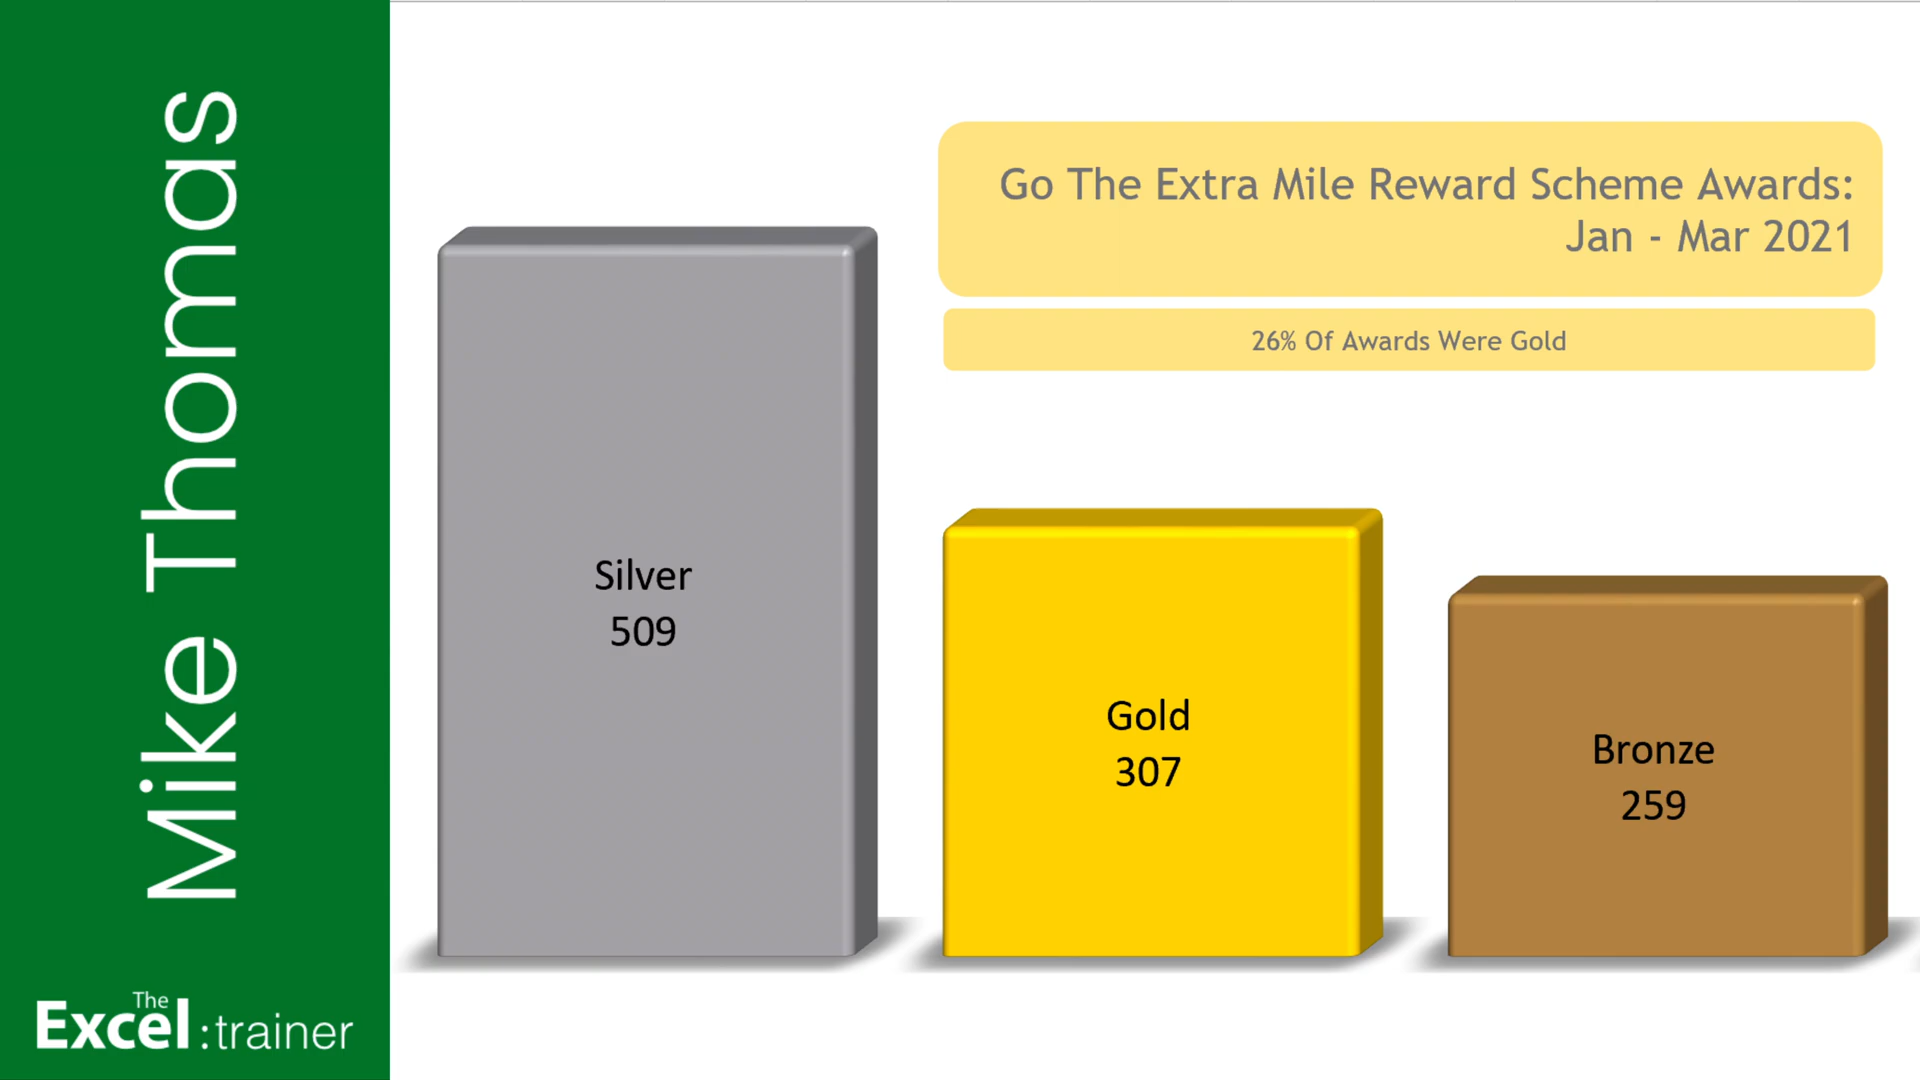 Mike Thomas
The
Excel:trainer
Go The Extra Mile Reward Scheme Awards:
Jan - Mar 2021
26% Of Awards Were Gold
Silver
509
Gold
307
Bronze
259